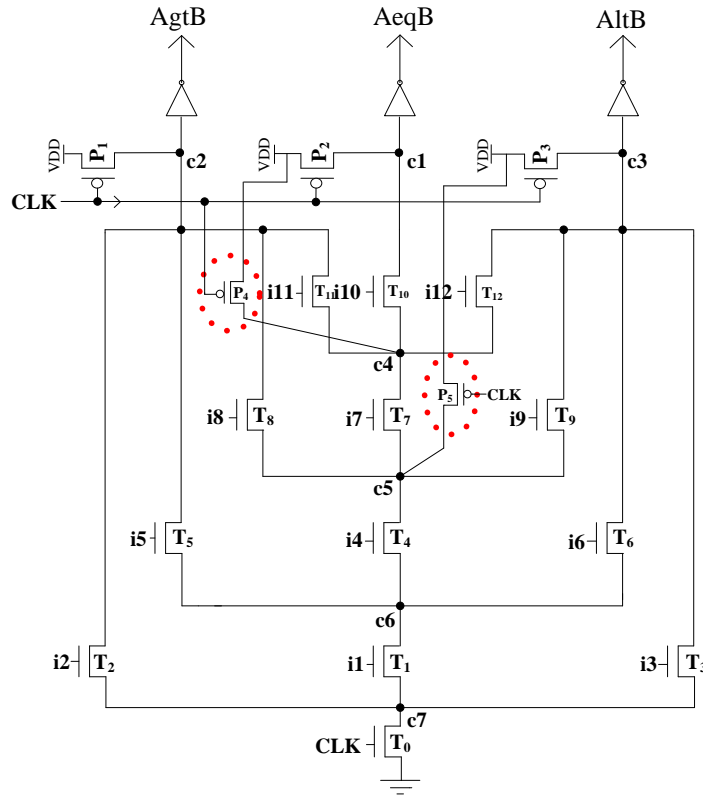 AgtB AeqB AltB
VDD P1 c2 VDD P2 c1 VDD P3 c3
CLK
P4 i11 T11 i10 T10 i12 T12
c4
P5 CLK
i8 T8 i7 T7 i9 T9
c5
i5 T5 i4 T4 i6 T6
c6
i2 T2 i1 T1 i3 T3
c7
CLK T0